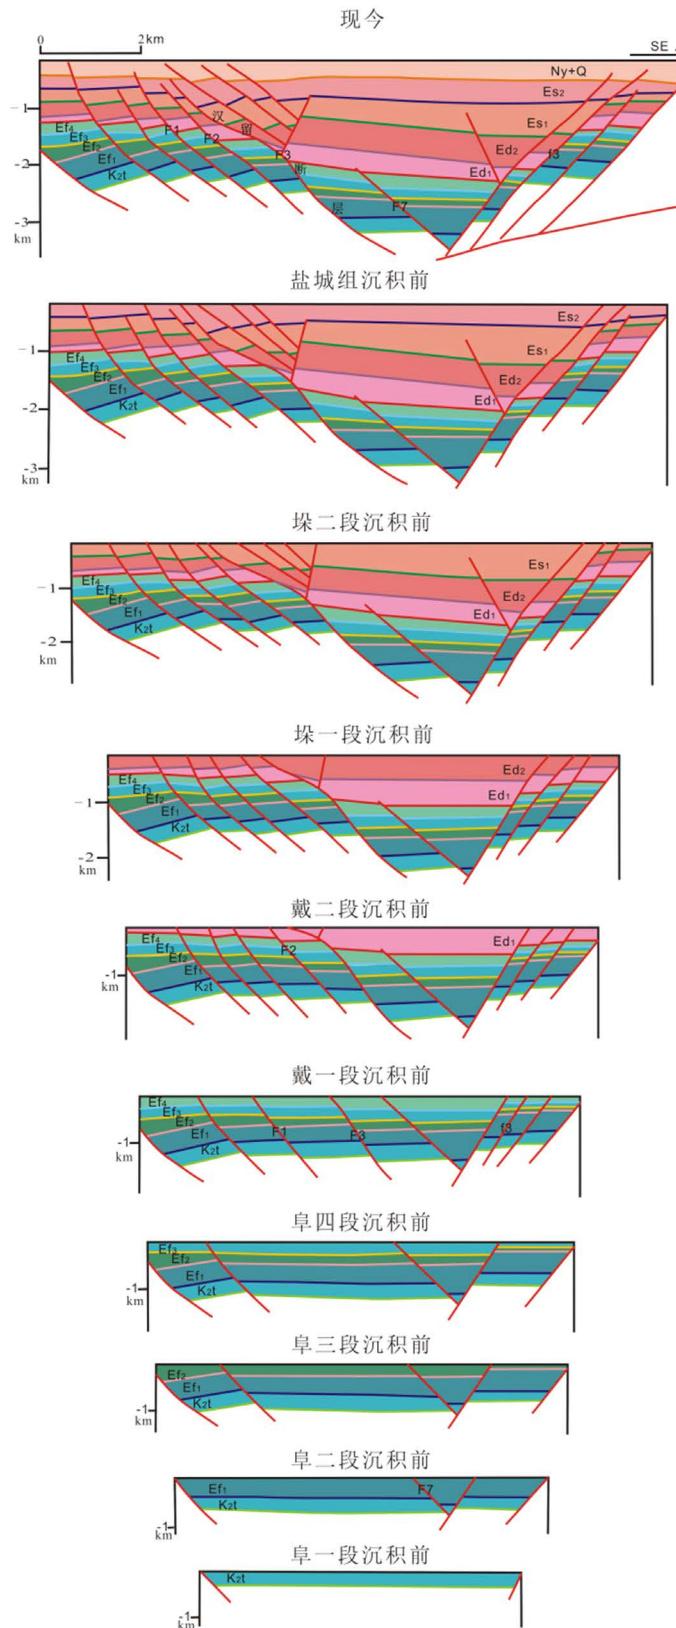 现今
0 2km SE
Ny+Q
Es2
-1
汉
留
Es1
Ef4 F1
Ef3 F2
Ef2 F3 Ed2 f3
Ef1 断 Ed1
-2
K2t
层 F7
-3
km
盐城组沉积前
Es2
-1
Ef4 Es1
Ef3
Ef2 Ed2
Ef1
K2t Ed1
-2
-3
km
垛二段沉积前
Es1
-1 Ef4
Ef3
Ef2 Ed2
Ef1 Ed1
K2t
-2
km
垛一段沉积前
Ed2
Ef4
Ef3 Ed1
-1 Ef2
Ef1
K2t
-2
km
戴二段沉积前
Ef4 Ed1
Ef3 F2
Ef2
-1 Ef1
km K2t
戴一段沉积前
Ef4
Ef3
Ef2
Ef1 F1 F3 f3
-1 K2t
km
阜四段沉积前
Ef3
Ef2
Ef1
-1 K2t
km
阜三段沉积前
Ef2
Ef1
K2t
-1
km
阜二段沉积前
Ef1 F7
K2t
-1
km
阜一段沉积前
K2t
-1
km